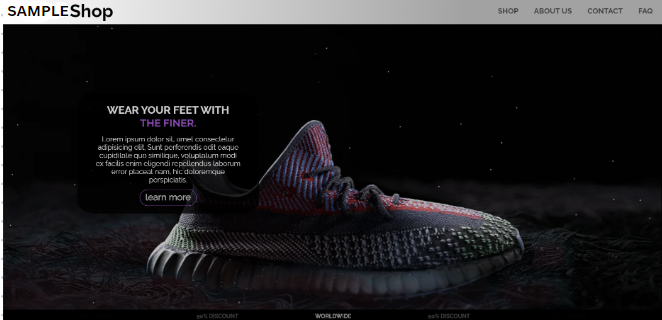 SAMPLEShop
SHOP ABOUT US CONTACT FAQ
WEAR YOUR FEET WITH
THE FINER.
Lorem ipsum dolor sit, amet consectetur
adipisicing elit. Sunt perferendis odit eaque
cupiditate quo similique, voluptatum modi
ex facilis enim eligendi repellendus laborum
error placeat nam, hic doloremque
perspiciatis.
learn more
50% DISCOUNT WORLDWIDE 50% DISCOUNT